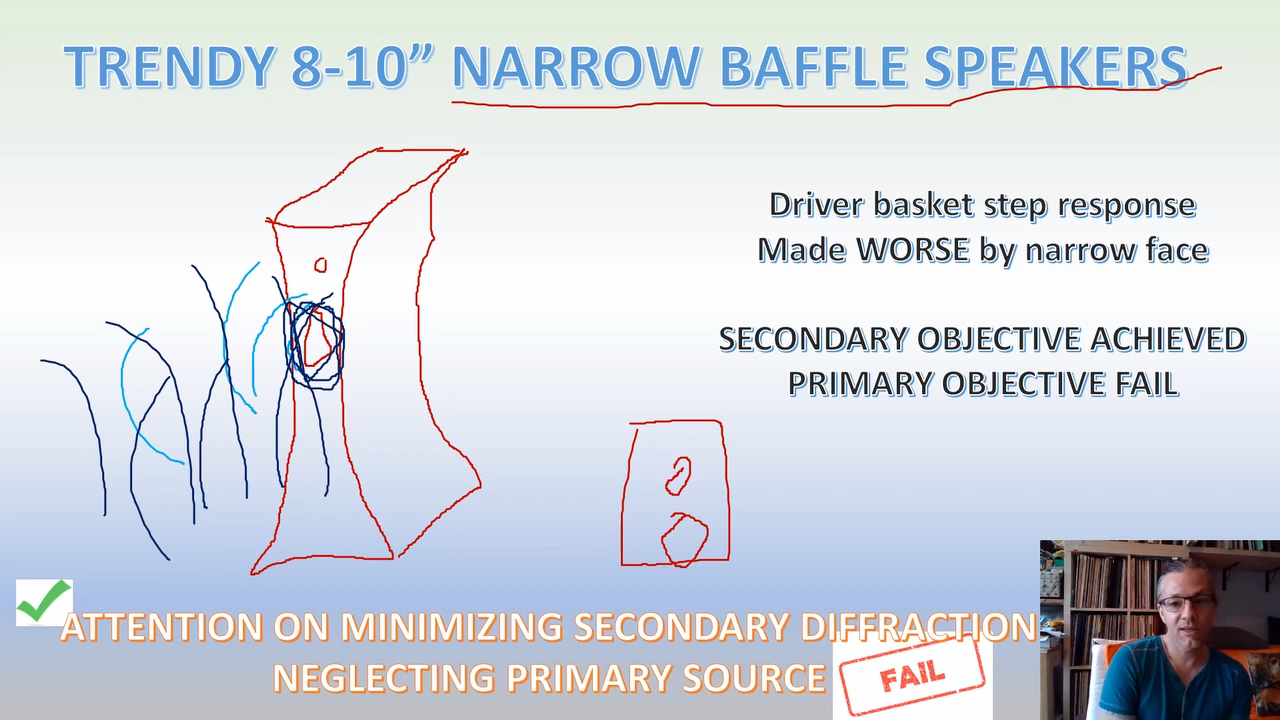 TRENDY 8-10” NARROW BAFFLE SPEAKERS
Driver basket step response
Made WORSE by narrow face
SECONDARY OBJECTIVE ACHIEVED
PRIMARY OBJECTIVE FAIL
ATTENTION ON MINIMIZING SECONDARY DIFFRACTION
NEGLECTING PRIMARY SOURCE
FAIL